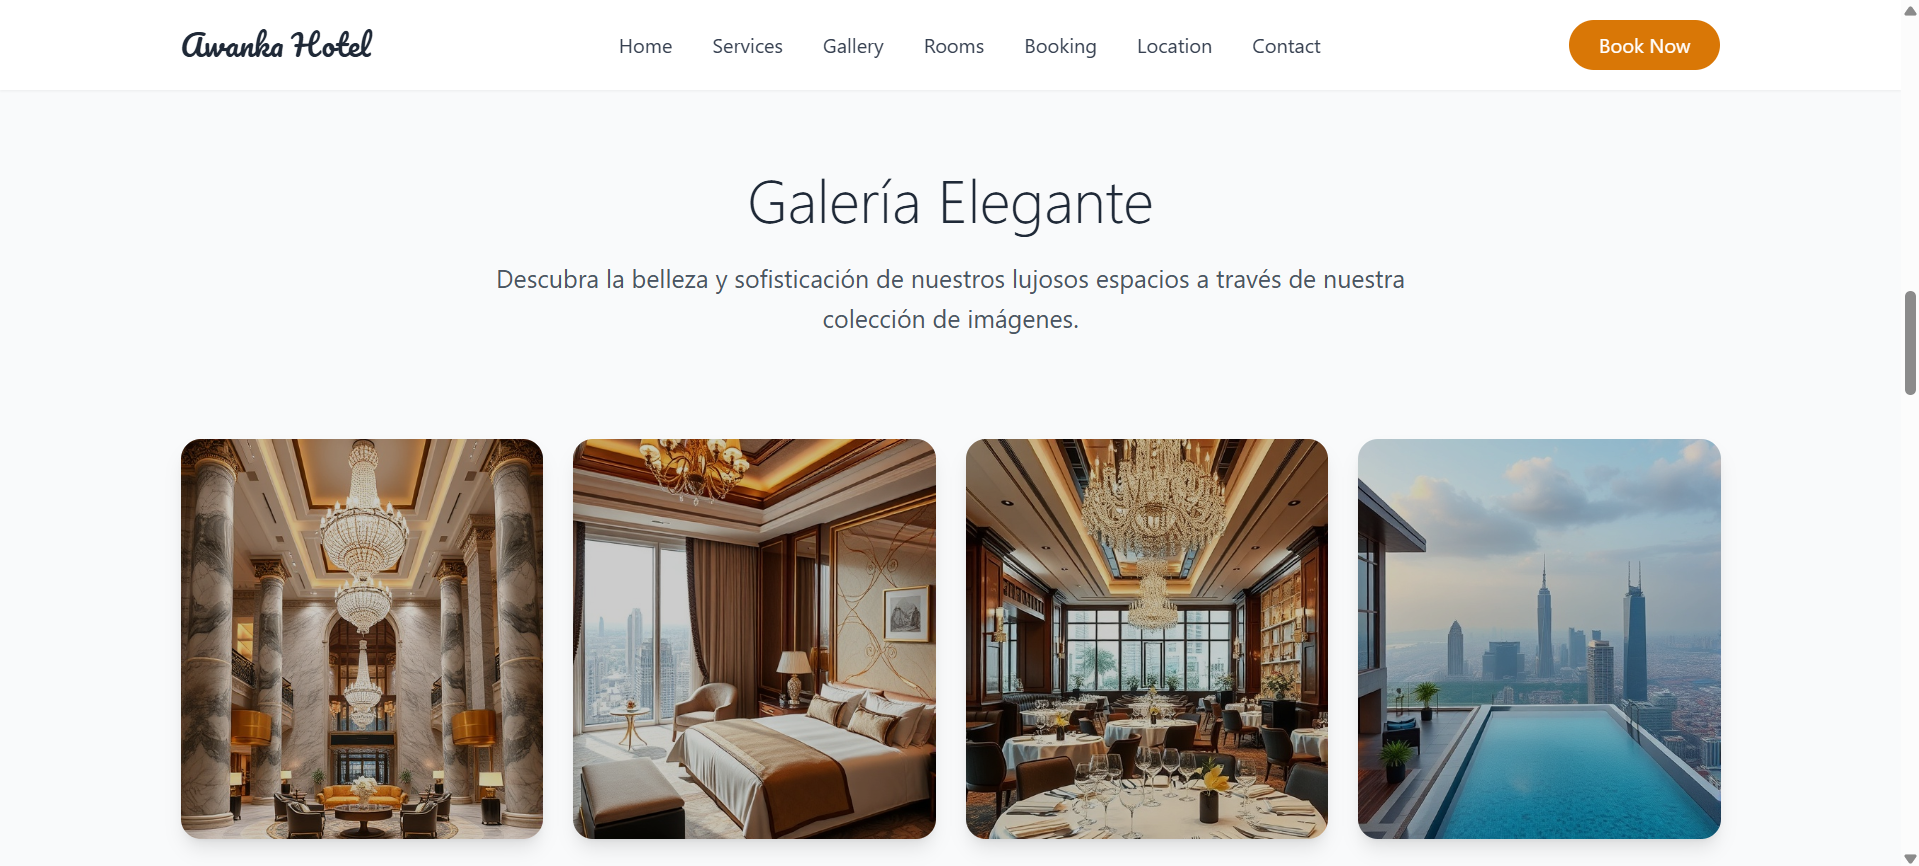 Awanka Hotel
Home
Services
Gallery
Rooms
Booking
Location
Contact
Book Now
Galería Elegante
Descubra la belleza y sofisticación de nuestros lujosos espacios a través de nuestra
colección de imágenes.